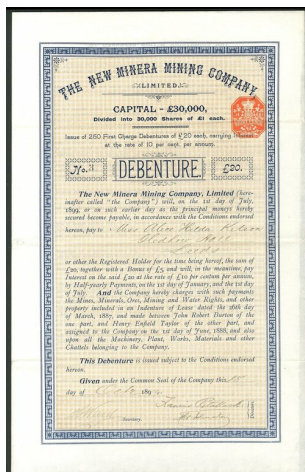 THE NEW MINERA MINING COMPANY,
LIMITED.
CAPITAL - £30,000,
Divided into 30,000 Shares of £1 each.
Issue of 250 First Charge Debentures of £20 each, carrying
at the rate of 10 per cent. per annum.
No.
DEBENTURE.
£20.
The New Minera Mining Company, Limited (here-
inafter called "the Company") will, on the 1st day of July,
1899, or on such earlier day as the principal moneys hereby
secured become payable, in accordance with the Conditions endorsed
hereon, pay to Miss Alice Hilda
or other the Registered Holder for the time being hereof, the sum of
£20, together with a Bonus of £5 and will, in the meantime, pay
Interest on the said £20 at the rate of £10 per centum for annum,
by Half-yearly Payments, on the 1st day of January, and the 1st day
of July. And the Company hereby charges with such payments
the Mines, Minerals, Ores, Mining and Water Rights, and other
property included in an Indenture of Lease dated the
of March, 1887, and made between John Robert Burton of the
one part, and Henry Enfield Taylor of the other part, and
assigned to the Company on the 1st day of June, 1888, and also
upon all the Machinery, Plant, Works, Materials and other
Chattels belonging to the Company.
This Debenture is issued subject to the Conditions endorsed
hereon.
Given under the Common Seal of the Company this
day of 189
Secretary.